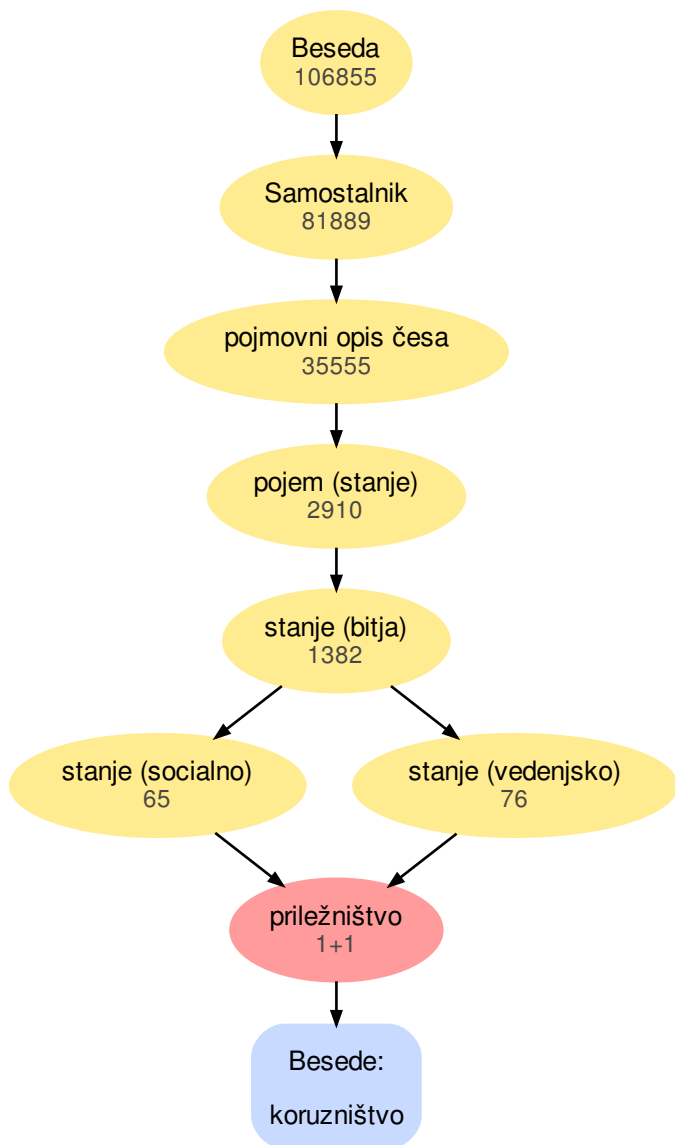 Beseda
106855
Samostalnik
81889
pojmovni opis česa
35555
pojem (stanje)
2910
stanje (bitja)
1382
stanje (socialno)
65
stanje (vedenjsko)
76
priležništvo
1+1
Besede:
koruzništvo